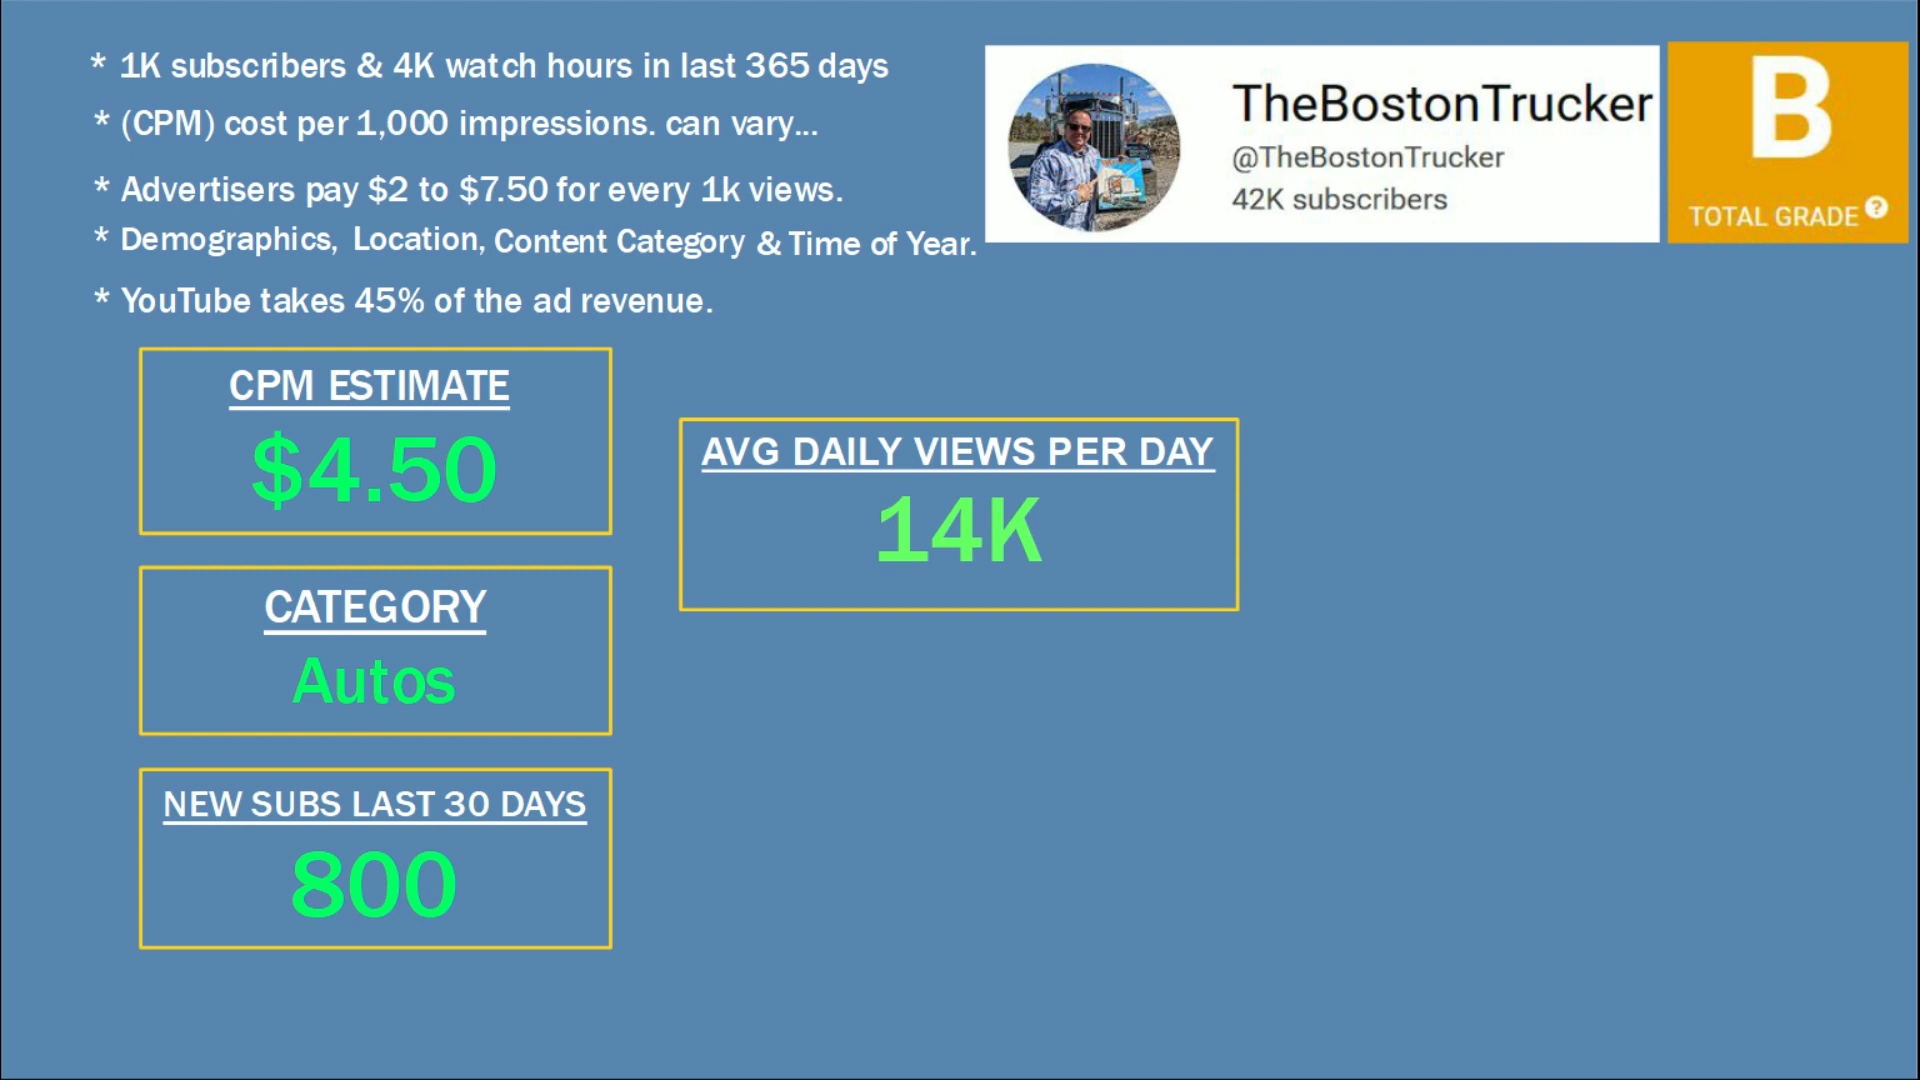 * 1K subscribers & 4K watch hours in last 365 days
* (CPM) cost per 1,000 impressions. can vary...
* Advertisers pay $2 to $7.50 for every 1k views.
* Demographics, Location, Content Category & Time of Year.
* YouTube takes 45% of the ad revenue.
TheBostonTrucker
@TheBostonTrucker
42K subscribers
B
TOTAL GRADE ?
CPM ESTIMATE
$4.50
CATEGORY
Autos
NEW SUBS LAST 30 DAYS
800
AVG DAILY VIEWS PER DAY
14K